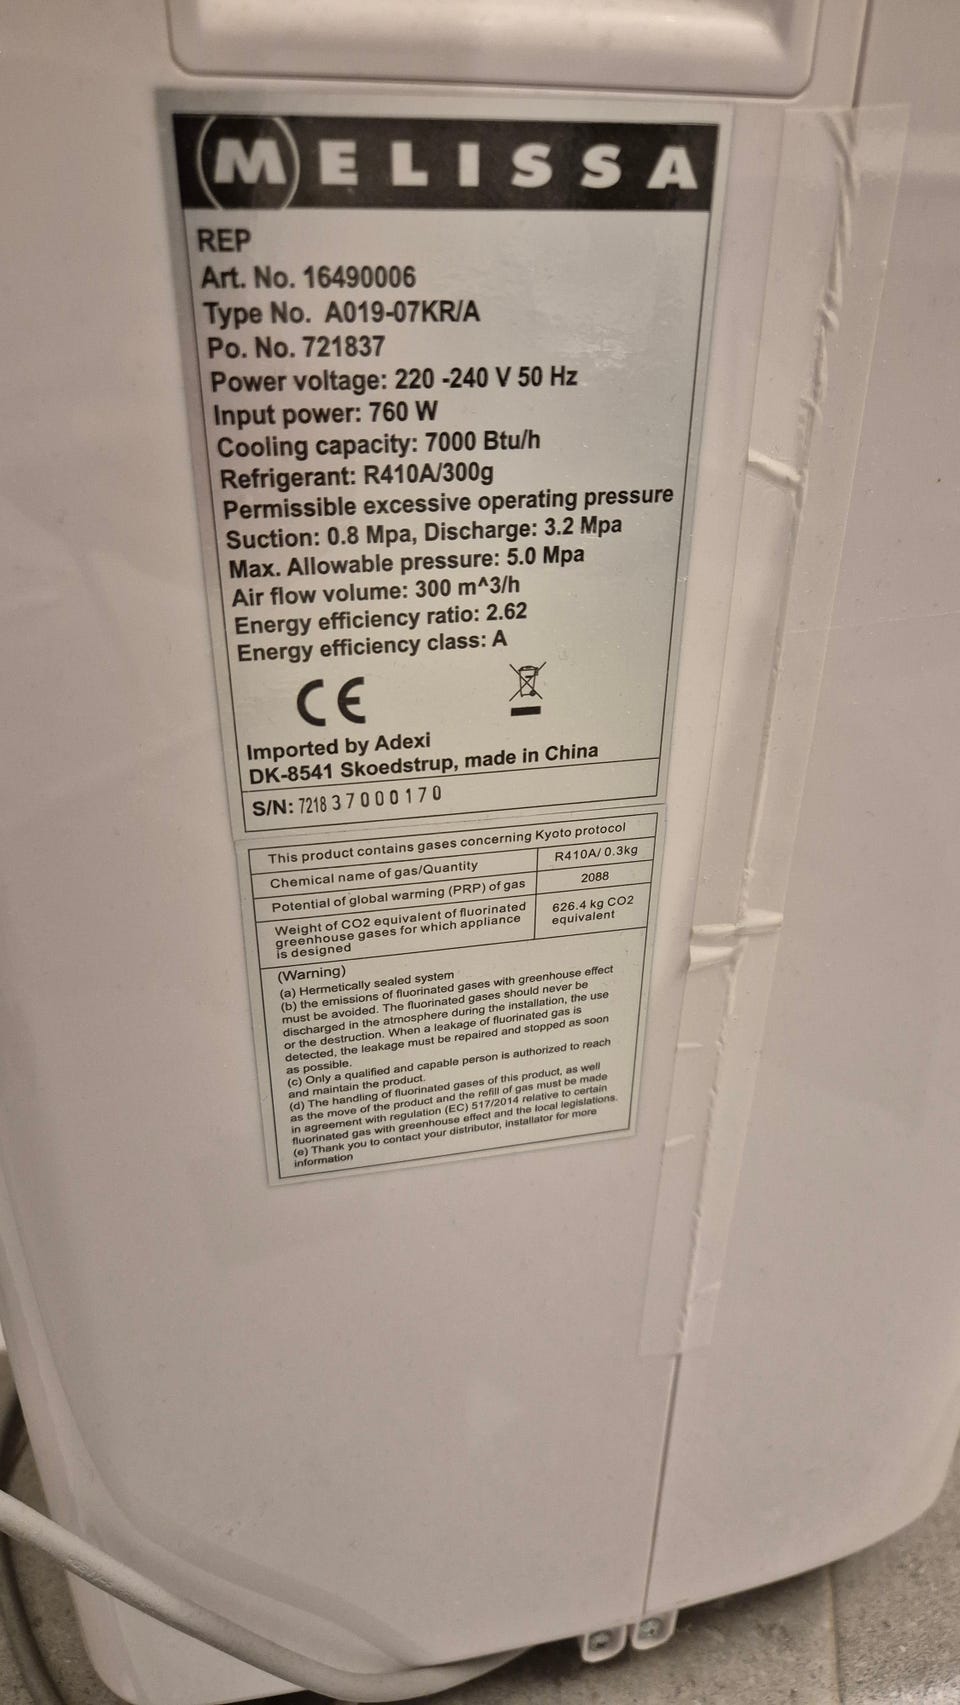 MELISSA
REP
Art. No. 16490006
Type No. A019-07KR/A
Po. No. 721837
Power voltage: 220 -240 V 50 Hz
Input power: 760 W
Cooling capacity: 7000 Btu/h
Refrigerant: R410A/300g
Permissible excessive operating pressure
Suction: 0.8 Mpa, Discharge: 3.2 Mpa
Max. Allowable pressure: 5.0 Mpa
Air flow volume: 300 m^3/h
Energy efficiency ratio: 2.62
Energy efficiency class: A
CE
Imported by Adexi
DK-8541 Skoedstrup, made in China
S/N: 721837000170
This product contains gases concerning Kyoto protocol
Chemical name of gas/Quantity R410A/ 0.3kg
Potential of global warming (PRP) of gas 2088
Weight of CO2 equivalent of fluorinated
greenhouse gases for which appliance
is designed
626.4 kg CO2
equivalent
(Warning)
(a) Hermetically sealed system
(b) the emissions of fluorinated gases with greenhouse effect
must be avoided. The fluorinated gases should never be
discharged in the atmosphere during the installation, the use
or the destruction. When a leakage of fluorinated gas is
detected, the leakage must be repaired and stopped as soon
as possible.
(c) Only a qualified and capable person is authorized to reach
and maintain the product.
(d) The handling of fluorinated gases of this product, as well
as the move of the product and the refill of gas must be made
in agreement with regulation (EC) 517/2014 relative to certain
fluorinated gas with greenhouse effect and the local legislations.
(e) Thank you to contact your distributor, installator for more
information